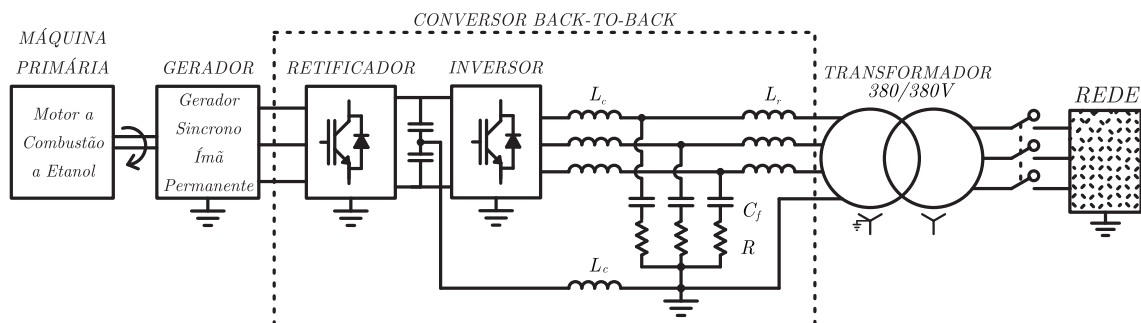 CONVERSOR BACK-TO-BACK
MÁQUINA
PRIMÁRIA
GERADOR
RETIFICADOR
INVERSOR
TRANSFORMADOR
380/380V
REDE
Motor a
Combustão
a Etanol
Gerador
Sincrono
Ímã
Permanente
L_c
L_r
C_f
R
L_c